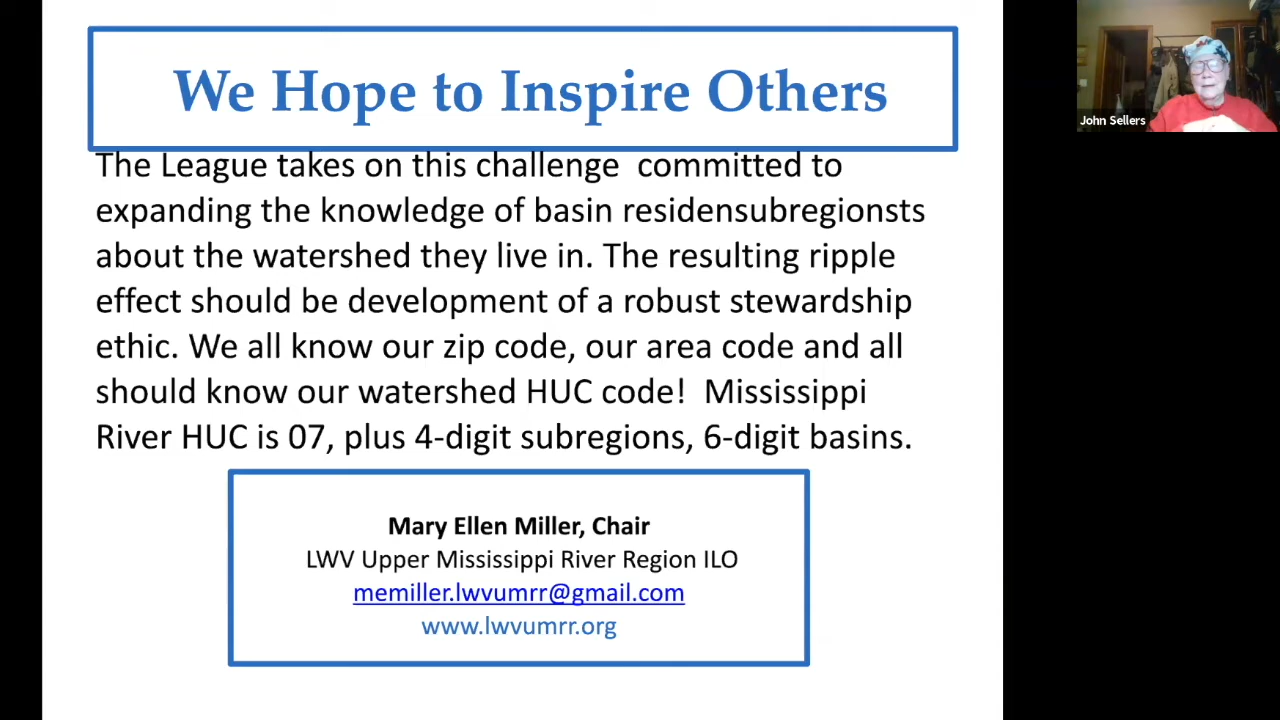 We Hope to Inspire Others
The League takes on this challenge  committed to
expanding the knowledge of basin residensubregionsts
about the watershed they live in. The resulting ripple
effect should be development of a robust stewardship
ethic. We all know our zip code, our area code and all
should know our watershed HUC code!  Mississippi
River HUC is 07, plus 4-digit subregions, 6-digit basins.
Mary Ellen Miller, Chair
LWV Upper Mississippi River Region ILO
memiller.lwvumrr@gmail.com
www.lwvumrr.org
John Sellers